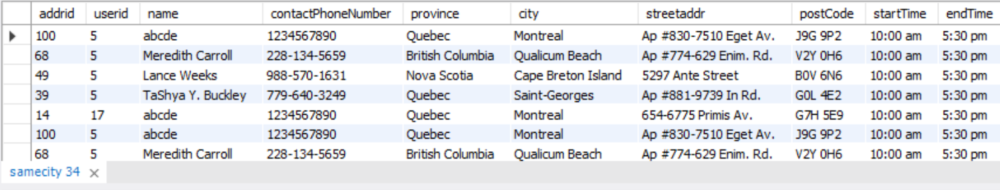 addrid userid name contactPhoneNumber province city streetaddr postCode startTime endTime
100 5 abcde 1234567890 Quebec Montreal Ap #830-7510 Eget Av. J9G 9P2 10:00 am 5:30 pm
68 5 Meredith Carroll 228-134-5659 British Columbia Qualicum Beach Ap #774-629 Enim. Rd. V2Y 0H6 10:00 am 5:30 pm
49 5 Lance Weeks 988-570-1631 Nova Scotia Cape Breton Island 5297 Ante Street B0V 6N6 10:00 am 5:30 pm
39 5 TaShya Y. Buckley 779-640-3249 Quebec Saint-Georges Ap #881-9739 In Rd. G0L 4E2 10:00 am 5:30 pm
14 17 abcde 1234567890 Quebec Montreal 654-6775 Primis Av. G7H 5E9 10:00 am 5:30 pm
100 5 abcde 1234567890 Quebec Montreal Ap #830-7510 Eget Av. J9G 9P2 10:00 am 5:30 pm
68 5 Meredith Carroll 228-134-5659 British Columbia Qualicum Beach Ap #774-629 Enim. Rd. V2Y 0H6 10:00 am 5:30 pm
samecity 34 ×